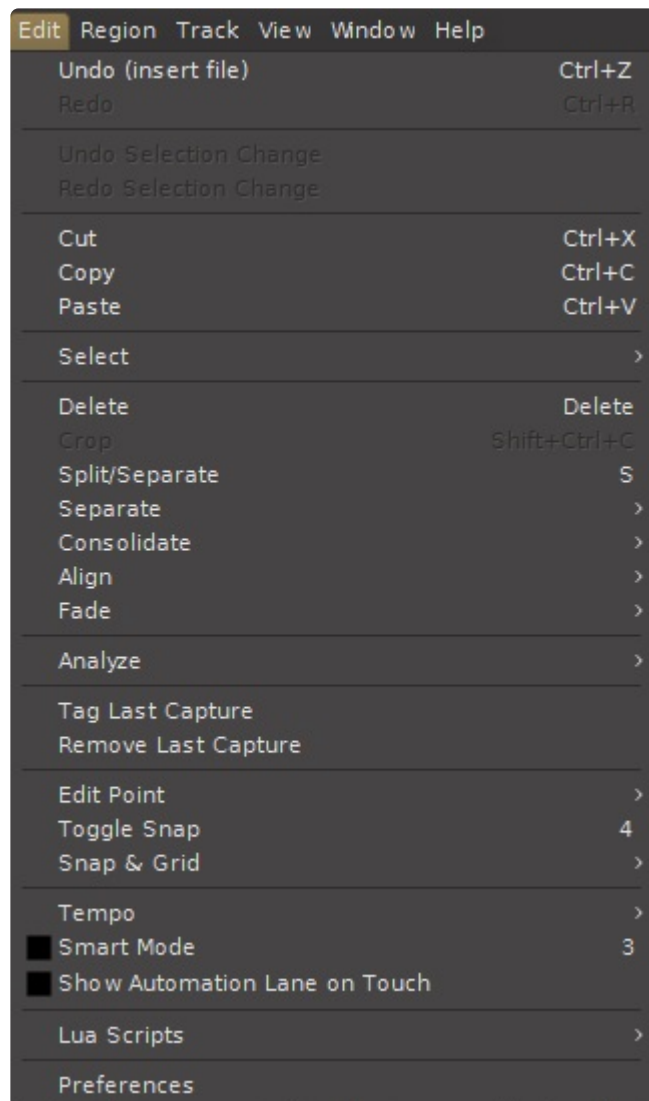 Edit Region Track View Window Help
Undo (insert file) Ctrl+Z
Redo Ctrl+R
Undo Selection Change
Redo Selection Change
Cut Ctrl+X
Copy Ctrl+C
Paste Ctrl+V
Select >
Delete Delete
Crop Shift+Ctrl+C
Split/Separate S
Separate >
Consolidate >
Align >
Fade >
Analyze >
Tag Last Capture
Remove Last Capture
Edit Point >
Toggle Snap 4
Snap & Grid >
Tempo >
Smart Mode 3
Show Automation Lane on Touch
Lua Scripts >
Preferences